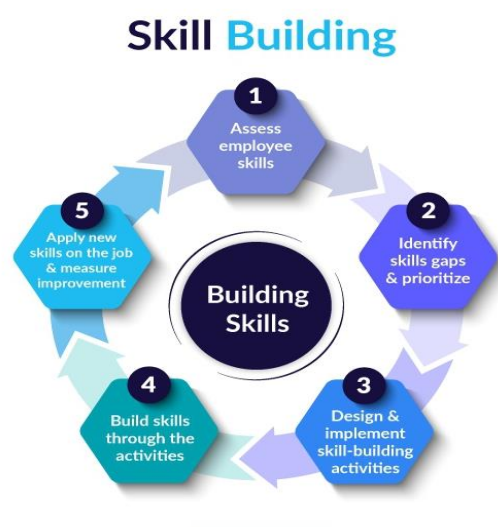 Skill Building
1
Assess
employee
skills
2
Identify
skills gaps
& prioritize
3
Design &
implement
skill-building
activities
4
Build skills
through the
activities
5
Apply new
skills on the job
& measure
improvement
Building
Skills